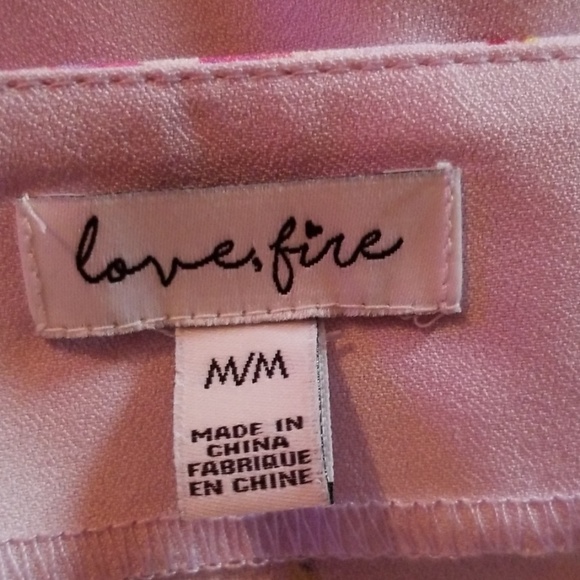 love, fire
M/M
MADE IN
CHINA
FABRIQUE
EN CHINE